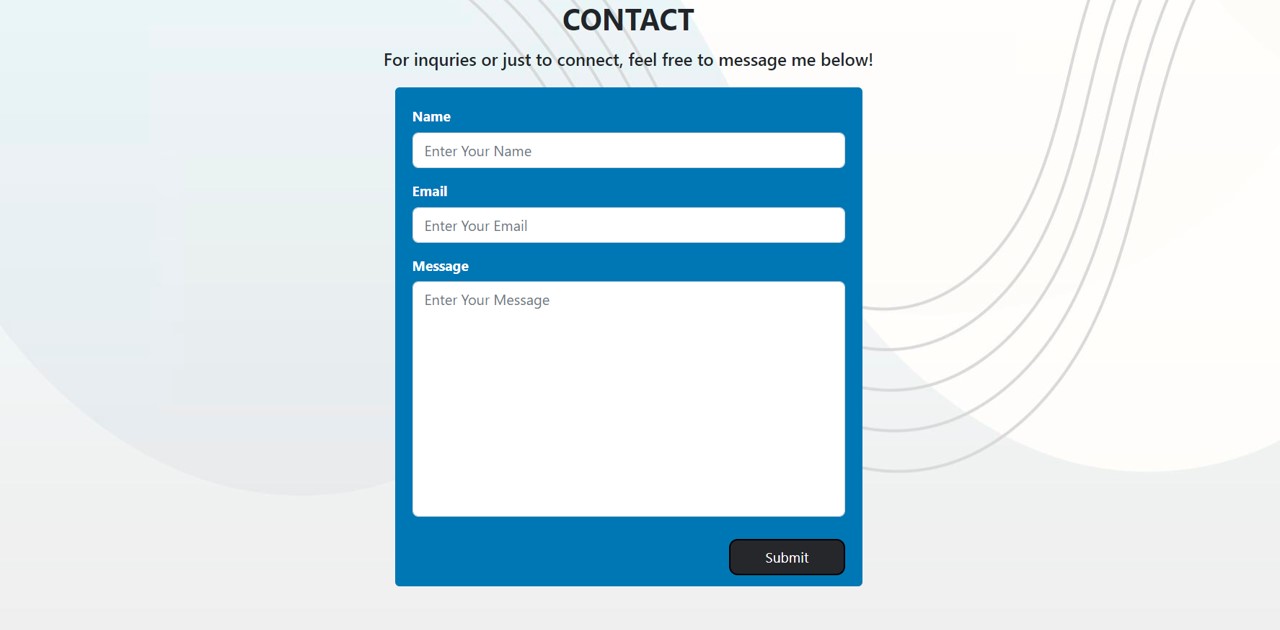 CONTACT
For inquries or just to connect, feel free to message me below!
Name
Enter Your Name
Email
Enter Your Email
Message
Enter Your Message
Submit